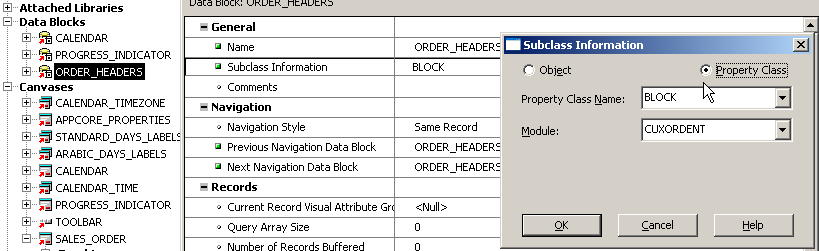 Attached Libraries
Data Blocks
CALENDAR
PROGRESS_INDICATOR
ORDER_HEADERS
Canvases
CALENDAR_TIMEZONE
APPCORE_PROPERTIES
STANDARD_DAYS_LABELS
ARABIC_DAYS_LABELS
CALENDAR
CALENDAR_TIME
PROGRESS_INDICATOR
TOOLBAR
SALES_ORDER
Data Block: ORDER_HEADERS
General
Name ORDER_HEADERS
Subclass Information BLOCK
Comments
Navigation
Navigation Style Same Record
Previous Navigation Data Block ORDER_HEADERS
Next Navigation Data Block ORDER_HEADERS
Records
Current Record Visual Attribute Gro <Null>
Query Array Size 0
Number of Records Buffered 0
Subclass Information
Object Property Class
Property Class Name: BLOCK
Module: CUXORDENT
OK Cancel Help